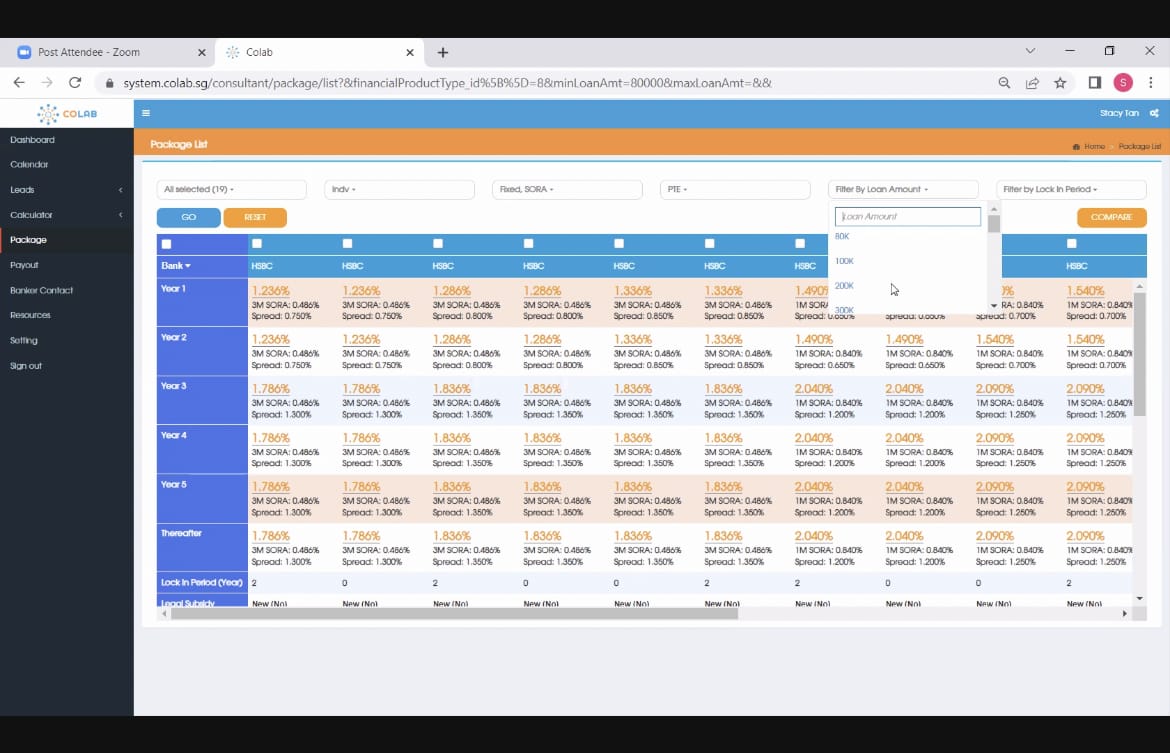 Post Attendee - Zoom
Colab
system.colab.sg/consultant/package/list?&financialProductType_id%5B%5D=8&minLoanAmt=80000&maxLoanAmt=&&
S
COLAB
Stacy Tan
Dashboard
Calendar
Leads
Calculator
Package
Payout
Banker Contact
Resources
Setting
Sign out
Package List
Home > Package List
All selected (19)
Indv
Fixed, SORA
PTE
Filter By Loan Amount
Filter by Lock In Period
GO
RESET
Loan Amount
80K
100K
200K
300K
COMPARE
Bank HSBC HSBC HSBC HSBC HSBC HSBC HSBC HSBC
Year 1 1.236% 1.236% 1.286% 1.286% 1.336% 1.336% 1.490% 1.540%
3M SORA: 0.486% 3M SORA: 0.486% 3M SORA: 0.486% 3M SORA: 0.486% 3M SORA: 0.486% 3M SORA: 0.486% 1M SORA: 0.840% 1M SORA: 0.840%
Spread: 0.750% Spread: 0.750% Spread: 0.800% Spread: 0.800% Spread: 0.850% Spread: 0.850% Spread: 0.650% Spread: 0.650% Spread: 0.700% Spread: 0.700%
Year 2 1.236% 1.236% 1.286% 1.286% 1.336% 1.336% 1.490% 1.490% 1.540% 1.540%
3M SORA: 0.486% 3M SORA: 0.486% 3M SORA: 0.486% 3M SORA: 0.486% 3M SORA: 0.486% 3M SORA: 0.486% 1M SORA: 0.840% 1M SORA: 0.840% 1M SORA: 0.840% 1M SORA: 0.840%
Spread: 0.750% Spread: 0.750% Spread: 0.800% Spread: 0.800% Spread: 0.850% Spread: 0.850% Spread: 0.650% Spread: 0.650% Spread: 0.700% Spread: 0.700%
Year 3 1.786% 1.786% 1.836% 1.836% 1.836% 1.836% 2.040% 2.040% 2.090% 2.090%
3M SORA: 0.486% 3M SORA: 0.486% 3M SORA: 0.486% 3M SORA: 0.486% 3M SORA: 0.486% 3M SORA: 0.486% 1M SORA: 0.840% 1M SORA: 0.840% 1M SORA: 0.840% 1M SORA: 0.840%
Spread: 1.300% Spread: 1.300% Spread: 1.350% Spread: 1.350% Spread: 1.350% Spread: 1.350% Spread: 1.200% Spread: 1.200% Spread: 1.250% Spread: 1.250%
Year 4 1.786% 1.786% 1.836% 1.836% 1.836% 1.836% 2.040% 2.040% 2.090% 2.090%
3M SORA: 0.486% 3M SORA: 0.486% 3M SORA: 0.486% 3M SORA: 0.486% 3M SORA: 0.486% 3M SORA: 0.486% 1M SORA: 0.840% 1M SORA: 0.840% 1M SORA: 0.840% 1M SORA: 0.840%
Spread: 1.300% Spread: 1.300% Spread: 1.350% Spread: 1.350% Spread: 1.350% Spread: 1.350% Spread: 1.200% Spread: 1.200% Spread: 1.250% Spread: 1.250%
Year 5 1.786% 1.786% 1.836% 1.836% 1.836% 1.836% 2.040% 2.040% 2.090% 2.090%
3M SORA: 0.486% 3M SORA: 0.486% 3M SORA: 0.486% 3M SORA: 0.486% 3M SORA: 0.486% 3M SORA: 0.486% 1M SORA: 0.840% 1M SORA: 0.840% 1M SORA: 0.840% 1M SORA: 0.840%
Spread: 1.300% Spread: 1.300% Spread: 1.350% Spread: 1.350% Spread: 1.350% Spread: 1.350% Spread: 1.200% Spread: 1.200% Spread: 1.250% Spread: 1.250%
Thereafter 1.786% 1.786% 1.836% 1.836% 1.836% 1.836% 2.040% 2.040% 2.090% 2.090%
3M SORA: 0.486% 3M SORA: 0.486% 3M SORA: 0.486% 3M SORA: 0.486% 3M SORA: 0.486% 3M SORA: 0.486% 1M SORA: 0.840% 1M SORA: 0.840% 1M SORA: 0.840% 1M SORA: 0.840%
Spread: 1.300% Spread: 1.300% Spread: 1.350% Spread: 1.350% Spread: 1.350% Spread: 1.350% Spread: 1.200% Spread: 1.200% Spread: 1.250% Spread: 1.250%
Lock In Period (Year) 2 0 2 0 0 2 2 0 0 2
Legal Subsidy New (No) New (No) New (No) New (No) New (No) New (No) New (No) New (No) New (No) New (No)